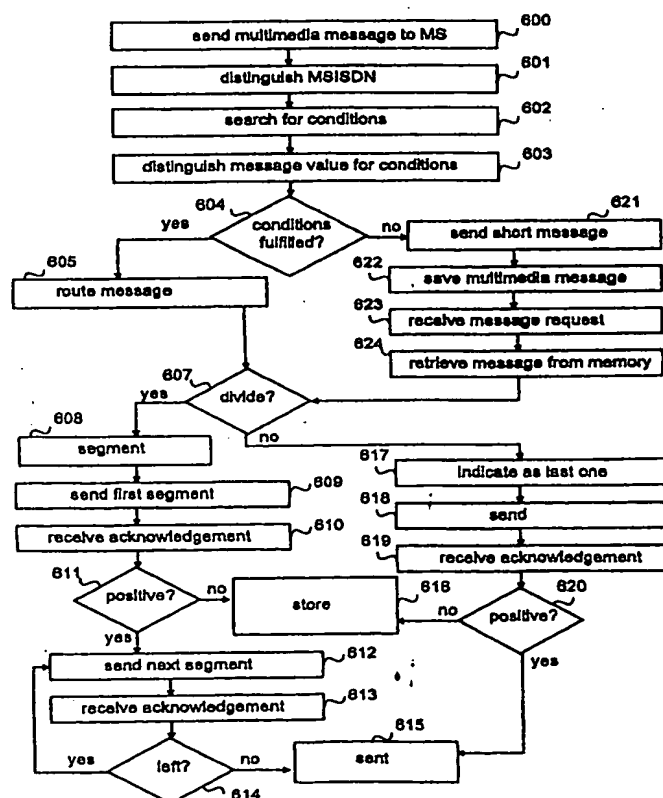 send multimedia message to MS
600
distinguish MSISDN
601
search for conditions
602
distinguish message value for conditions
603
604
conditions fulfilled?
yes
no
605
route message
621
send short message
622
save multimedia message
623
receive message request
624
retrieve message from memory
607
divide?
yes
no
608
segment
609
send first segment
610
receive acknowledgement
611
positive?
no
yes
612
send next segment
613
receive acknowledgement
614
left?
yes
no
617
indicate as last one
618
send
619
receive acknowledgement
620
positive?
no
yes
616
store
615
sent